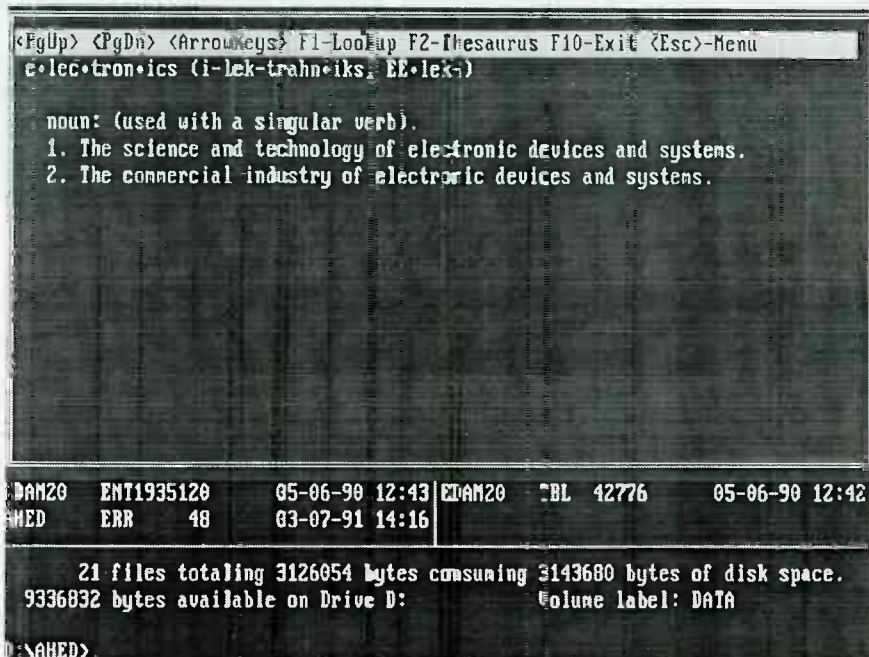 <PgUp> <PgDn> <ArrowKeys> F1-Lookup F2-Thesaurus F10-Exit <Esc>-Menu
e•lec•tron•ics (i-lek-trahn•iks, EE•lek-)
noun: (used with a singular verb).
1. The science and technology of electronic devices and systems.
2. The commercial industry of electronic devices and systems.
EDAM20 ENT1935120 05-06-90 12:43 EDAM20 TBL 42776 05-06-90 12:42
AHED ERR 48 03-07-91 14:16
21 files totaling 3126054 bytes consuming 3143680 bytes of disk space.
9336832 bytes available on Drive D: Volume label: DATA
D:\AHED>